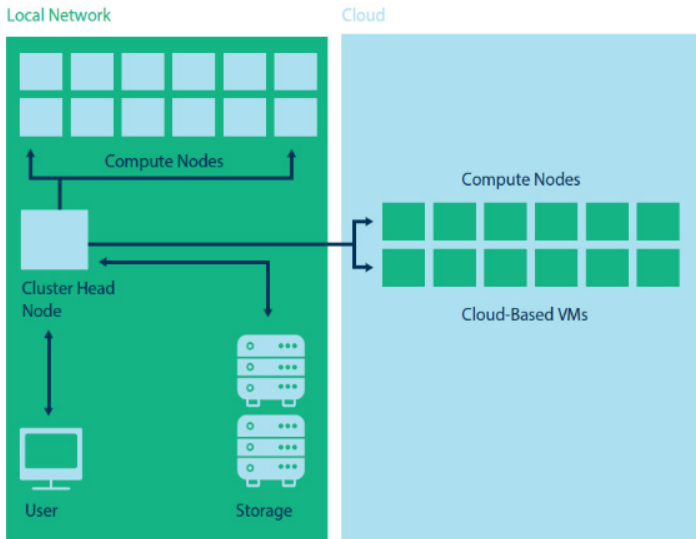 Local Network
Cloud
Compute Nodes
Compute Nodes
Cluster Head
Node
Cloud-Based VMs
User
Storage